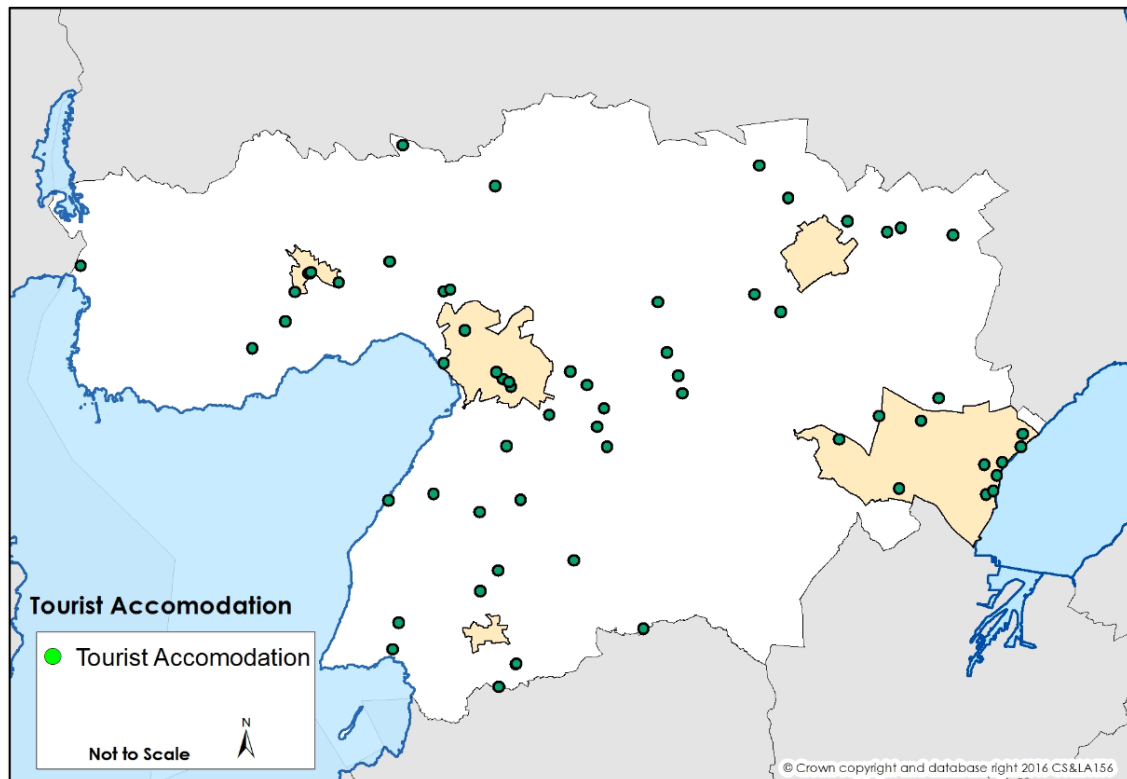 Tourist Accomodation
Tourist Accomodation
N
Not to Scale
© Crown copyright and database right 2016 CS&LA156